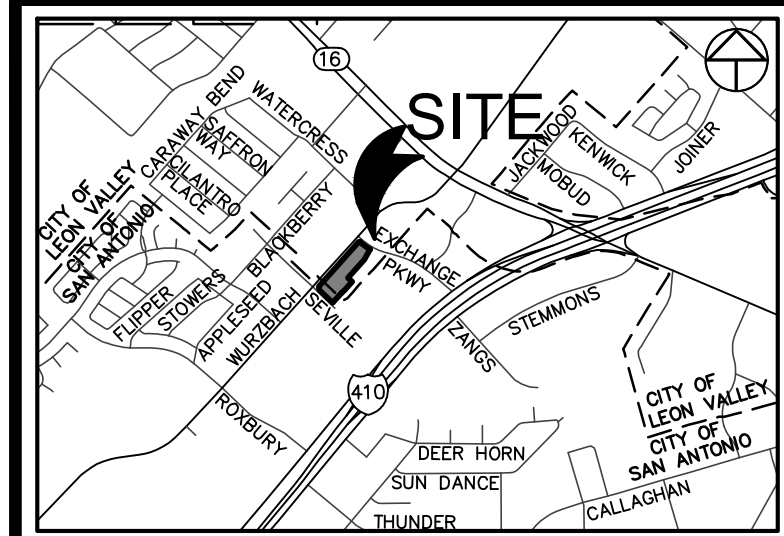 16
SITE
WATERCRESS
CARAWAY BEND
SAFFRON
WAY
CILANTRO
PLACE
JACKWOOD
KENWICK
MOBUD
JOINER
CITY OF
LEON VALLEY
CITY OF
SAN ANTONIO
BLACKBERRY
EXCHANGE
PKWY
FLIPPER
STOWERS
APPLESEED
WURZBACH
SEVILLE
ZANGS
STEMMONS
ROXBURY
410
CITY OF
LEON VALLEY
CITY OF
SAN ANTONIO
DEER HORN
SUN DANCE
THUNDER
CALLAGHAN